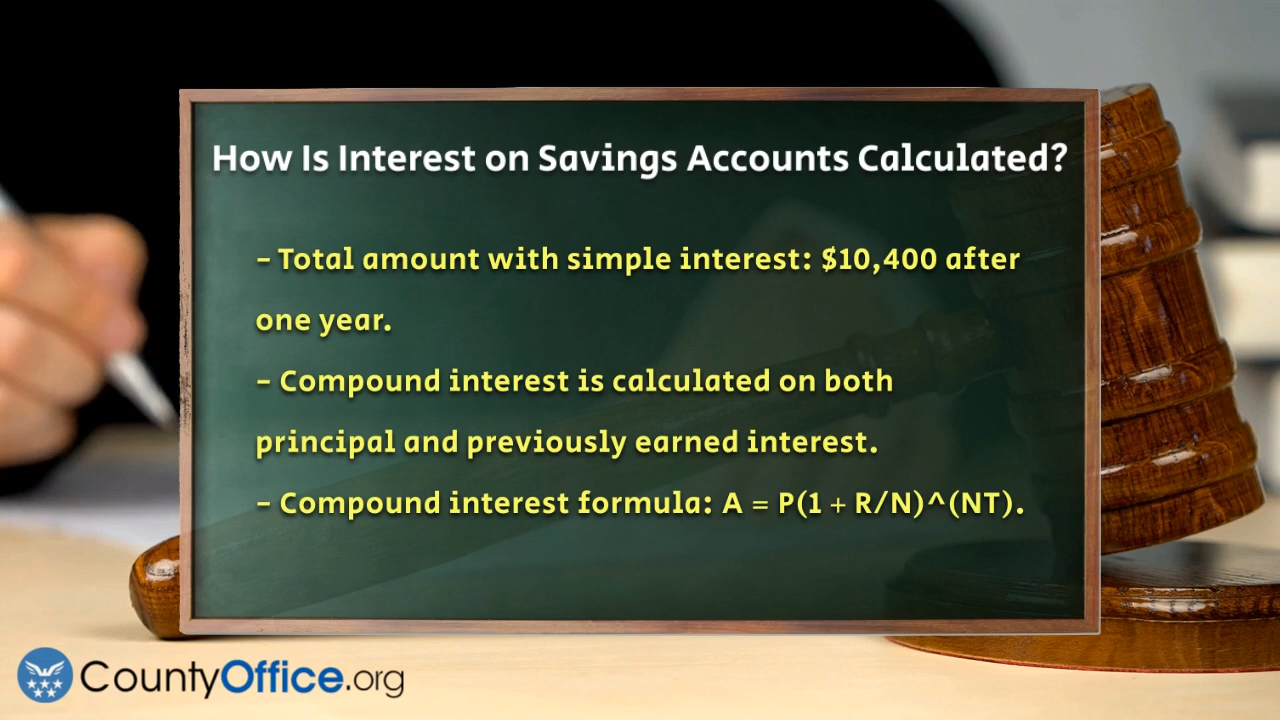 How Is Interest on Savings Accounts Calculated?
– Total amount with simple interest: $10,400 after
one year.
– Compound interest is calculated on both
principal and previously earned interest.
– Compound interest formula: A = P(1 + R/N)^(NT).
CountyOffice.org